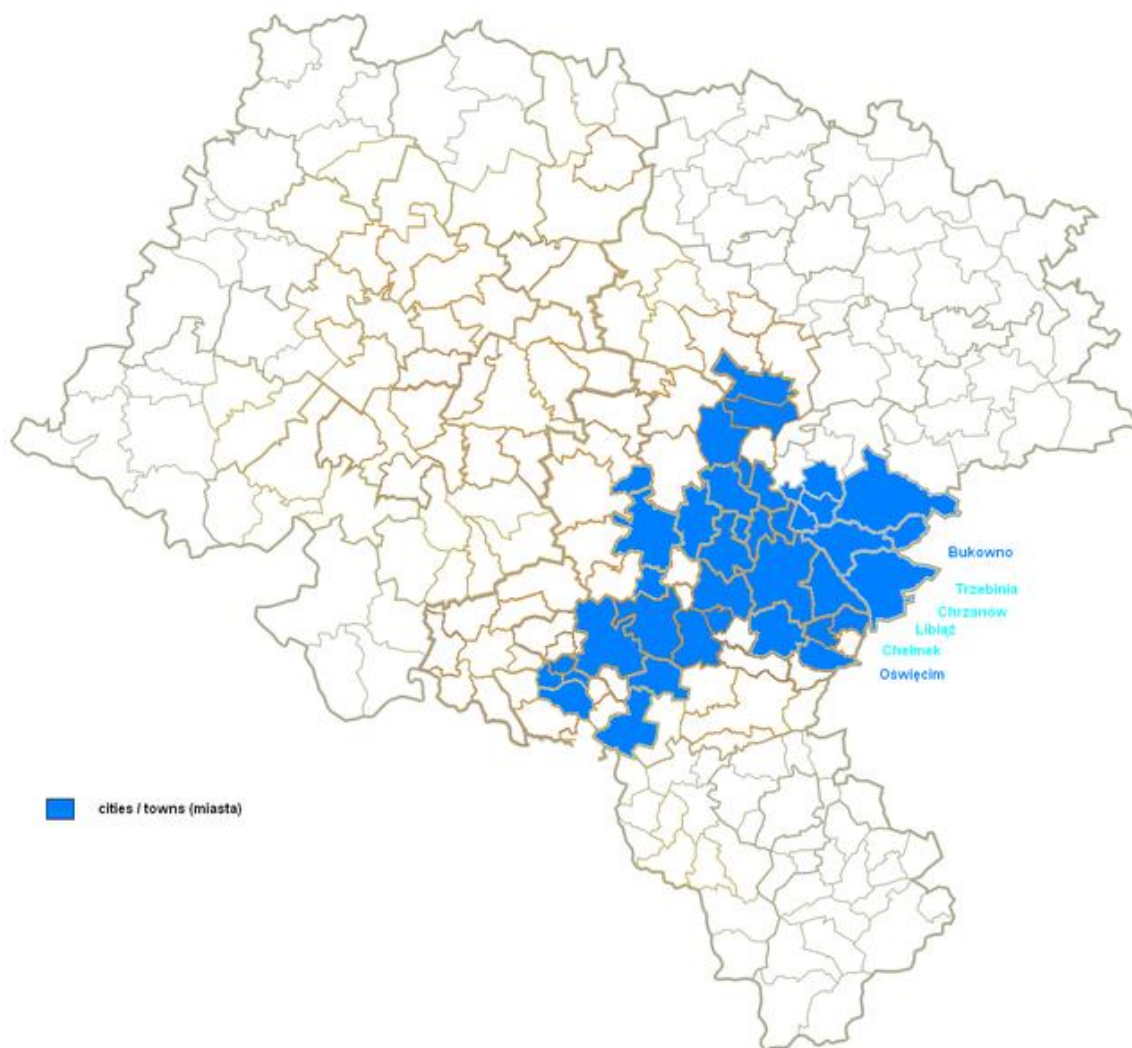 Bukowno
Trzebinia
Chrzanów
Libiąż
Chełmek
Oświęcim
cities / towns (miasta)